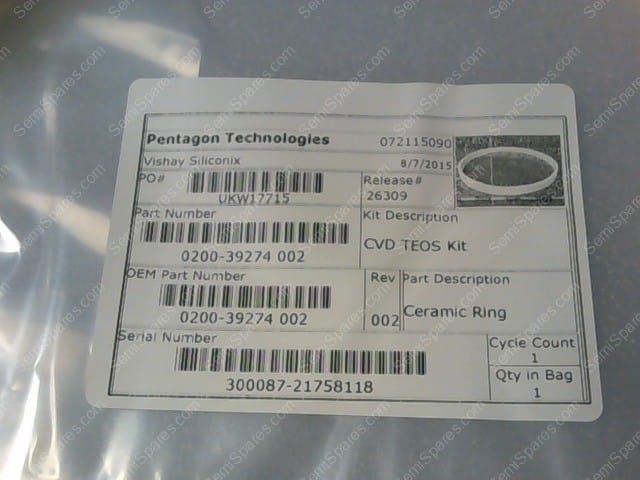 Pentagon Technologies 072115090
Vishay Siliconix 8/7/2015
PO# Release#
UKW17715 26309
Part Number Kit Description
0200-39274 002 CVD TEOS Kit
OEM Part Number Rev Part Description
0200-39274 002 002 Ceramic Ring
Serial Number Cycle Count
1
300087-21758118 Qty in Bag
1
SemiSpares.com